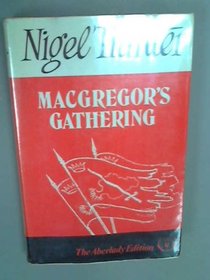 Nigel Tranter
MACGREGOR'S
GATHERING
The Aberlady Edition